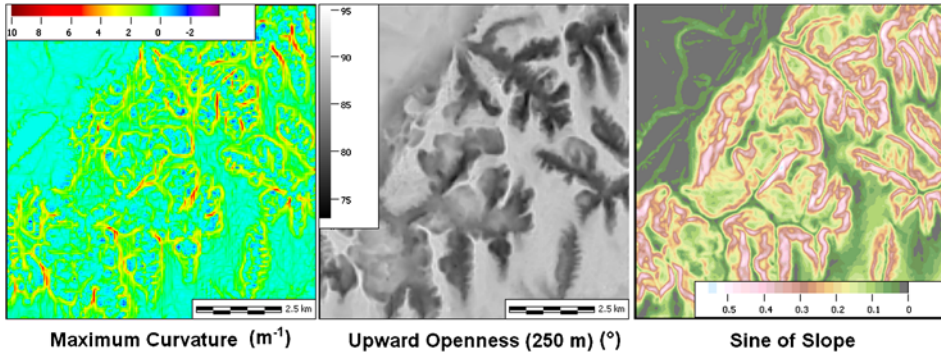 10 8 6 4 2 0 -2
2.5 km
Maximum Curvature (m-1)
95
90
85
80
75
2.5 km
Upward Openness (250 m) (°)
0.5 0.4 0.3 0.2 0.1 0
Sine of Slope